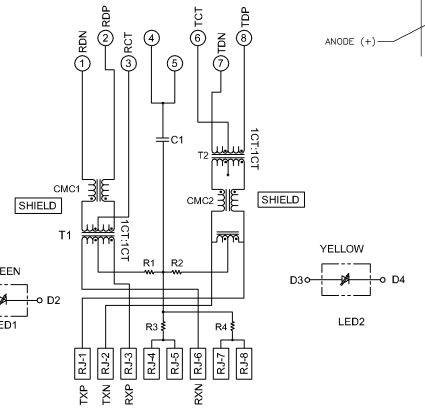 RDN
RDP
RCT
TCT
TDN
TDP
ANODE (+)
1
2
3
4
5
6
7
8
C1
T2
1CT:1CT
CMC1
CMC2
SHIELD
SHIELD
T1
1CT:1CT
R1
R2
YELLOW
D3
D4
D2
LED2
R3
R4
RJ-1
RJ-2
RJ-3
RJ-4
RJ-5
RJ-6
RJ-7
RJ-8
TXP
TXN
RXP
RXN